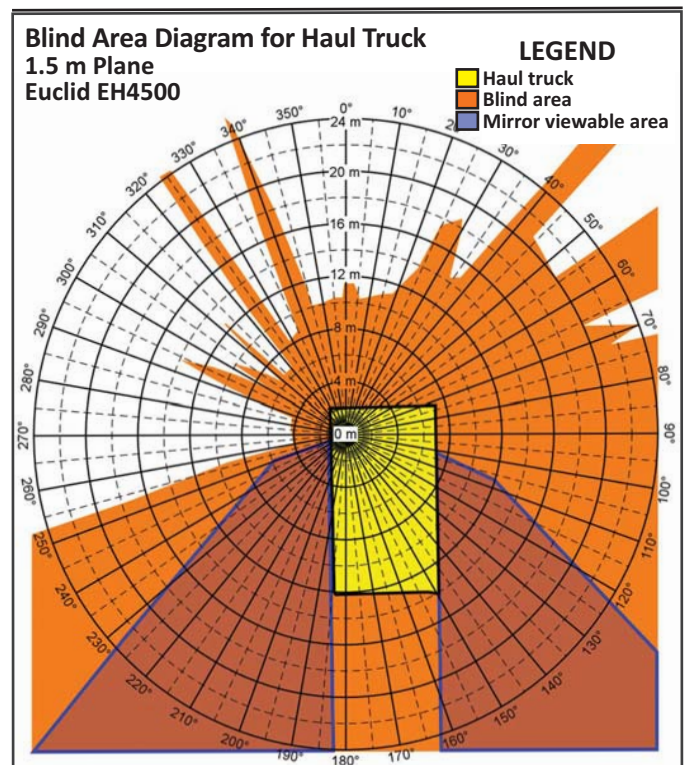 Blind Area Diagram for Haul Truck
1.5 m Plane
Euclid EH4500
LEGEND
Haul truck
Blind area
Mirror viewable area
0°
10°
20°
30°
40°
50°
60°
70°
80°
90°
100°
110°
120°
130°
140°
150°
160°
170°
180°
190°
200°
210°
220°
230°
240°
250°
260°
270°
280°
290°
300°
310°
320°
330°
340°
350°
24 m
20 m
16 m
12 m
8 m
4 m
0 m